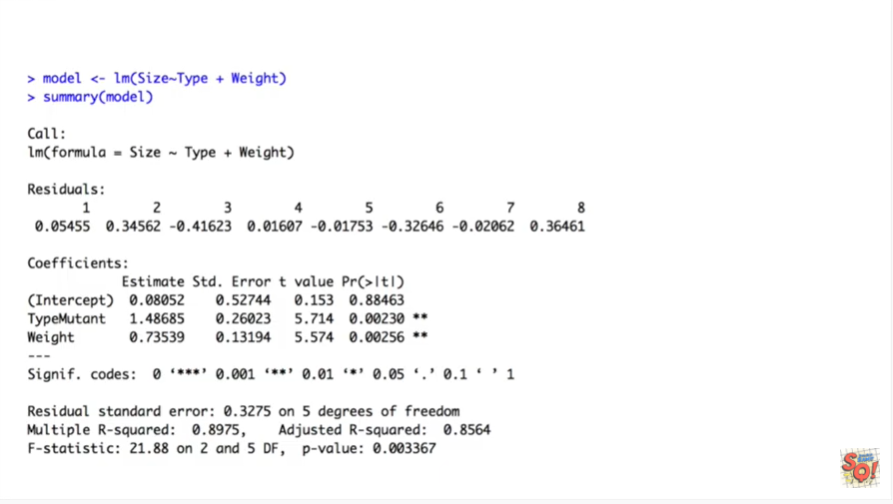 > model <- lm(Size~Type + Weight)
> summary(model)
Call:
lm(formula = Size ~ Type + Weight)
Residuals:
1 2 3 4 5 6 7 8
0.05455 0.34562 -0.41623 0.01607 -0.01753 -0.32646 -0.02062 0.36461
Coefficients:
Estimate Std. Error t value Pr(>|t|)
(Intercept) 0.08052 0.52744 0.153 0.88463
TypeMutant 1.48685 0.26023 5.714 0.00230 **
Weight 0.73539 0.13194 5.574 0.00256 **
---
Signif. codes: 0 ‘***’ 0.001 ‘**’ 0.01 ‘*’ 0.05 ‘.’ 0.1 ‘ ’ 1
Residual standard error: 0.3275 on 5 degrees of freedom
Multiple R-squared: 0.8975, Adjusted R-squared: 0.8564
F-statistic: 21.88 on 2 and 5 DF, p-value: 0.003367
SQ!